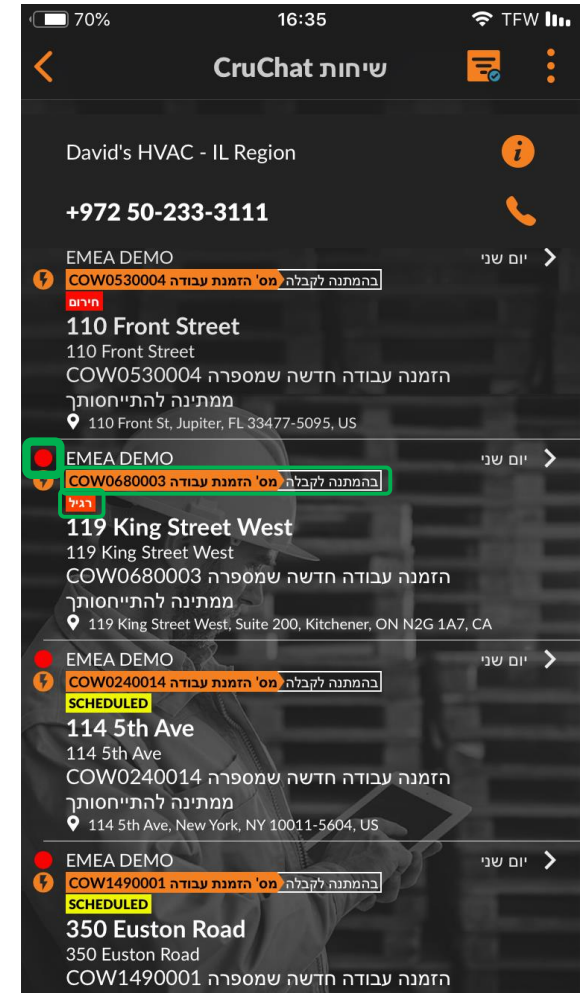 70%
16:35
TFW
שיחות CruChat
David's HVAC - IL Region
i
+972 50-233-3111
EMEA DEMO
יום שני
מס' הזמנת עבודה COW0530004
בהמתנה לקבלה
חירום
110 Front Street
110 Front Street
הזמנה עבודה חדשה שמספרה COW0530004
ממתינה להתייחסותך
110 Front St, Jupiter, FL 33477-5095, US
EMEA DEMO
יום שני
מס' הזמנת עבודה COW0680003
בהמתנה לקבלה
רגיל
119 King Street West
119 King Street West
הזמנה עבודה חדשה שמספרה COW0680003
ממתינה להתייחסותך
119 King Street West, Suite 200, Kitchener, ON N2G 1A7, CA
EMEA DEMO
יום שני
מס' הזמנת עבודה COW0240014
בהמתנה לקבלה
SCHEDULED
114 5th Ave
114 5th Ave
הזמנה עבודה חדשה שמספרה COW0240014
ממתינה להתייחסותך
114 5th Ave, New York, NY 10011-5604, US
EMEA DEMO
יום שני
מס' הזמנת עבודה COW1490001
בהמתנה לקבלה
SCHEDULED
350 Euston Road
350 Euston Road
הזמנה עבודה חדשה שמספרה COW1490001